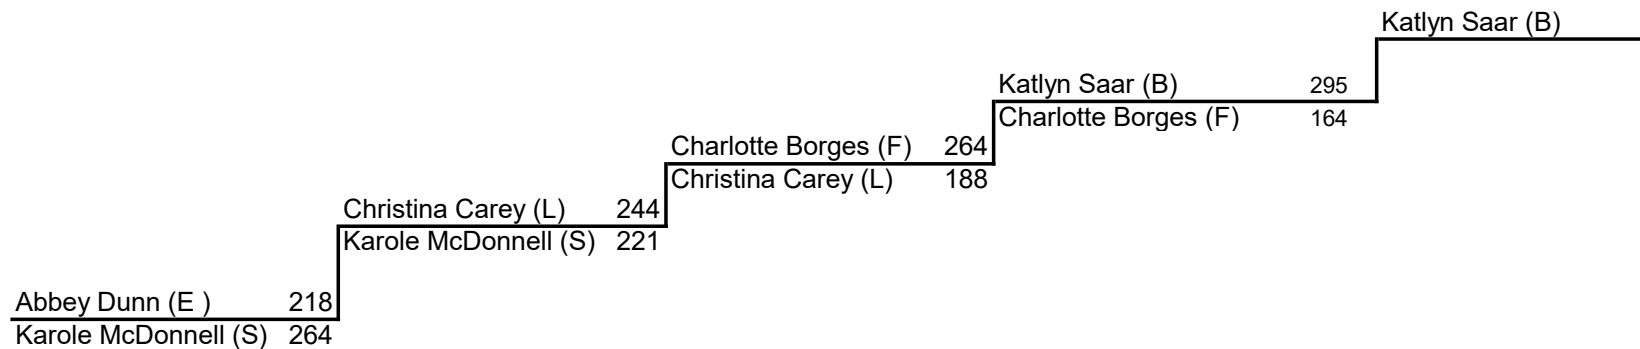 Katlyn Saar (B)
Katlyn Saar (B) 295
Charlotte Borges (F) 164
Charlotte Borges (F) 264
Christina Carey (L) 188
Christina Carey (L) 244
Karole McDonnell (S) 221
Abbey Dunn (E ) 218
Karole McDonnell (S) 264